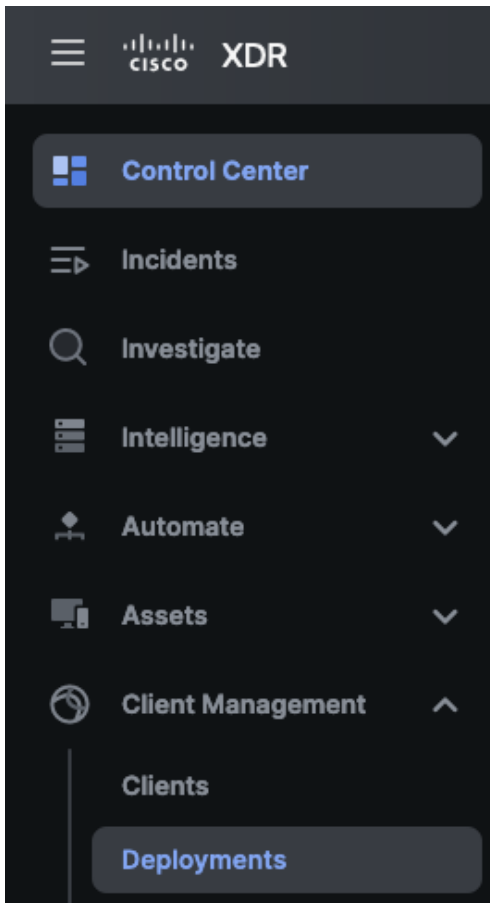 CISCO XDR
Control Center
Incidents
Investigate
Intelligence
Automate
Assets
Client Management
Clients
Deployments